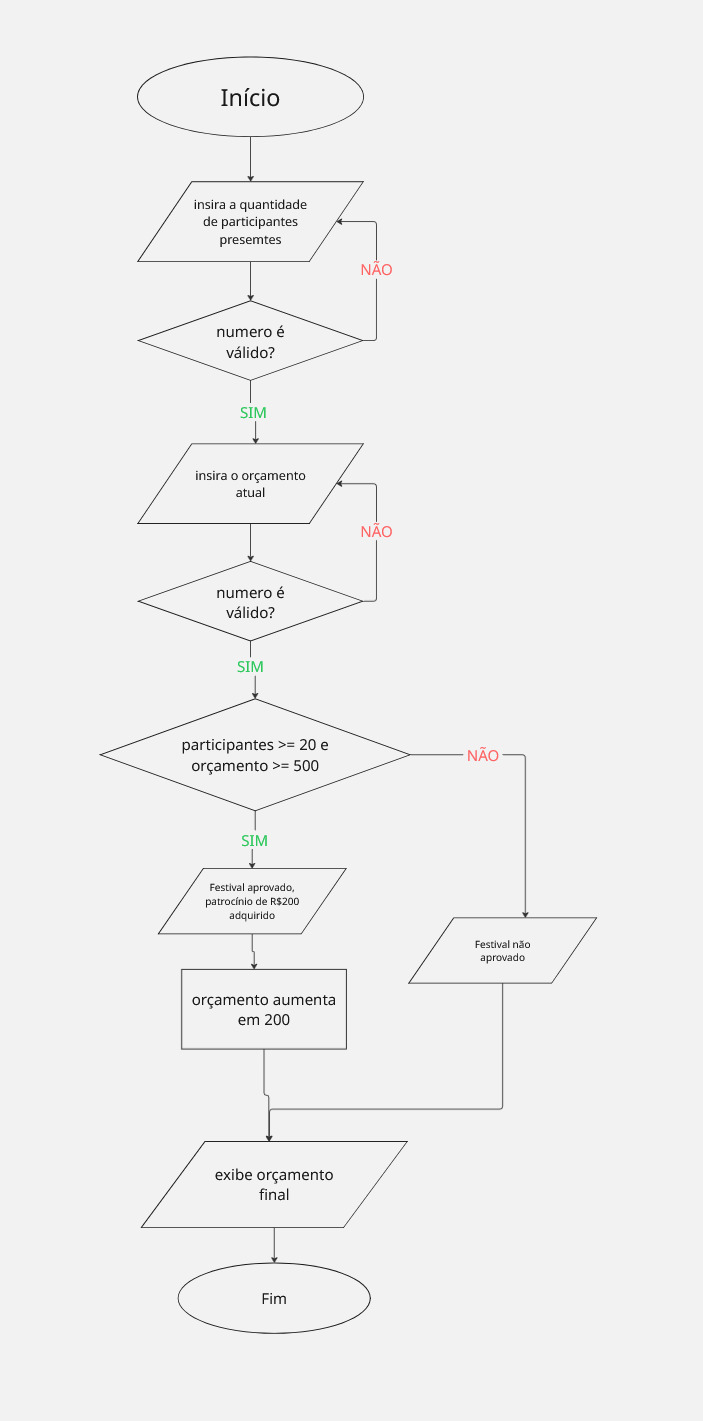 Início
insira a quantidade
de participantes
presemtes
NÃO
numero é
válido?
SIM
insira o orçamento
atual
NÃO
numero é
válido?
SIM
participantes >= 20 e
orçamento >= 500
NÃO
SIM
Festival aprovado,
patrocínio de R$200
adquirido
Festival não
aprovado
orçamento aumenta
em 200
exibe orçamento
final
Fim